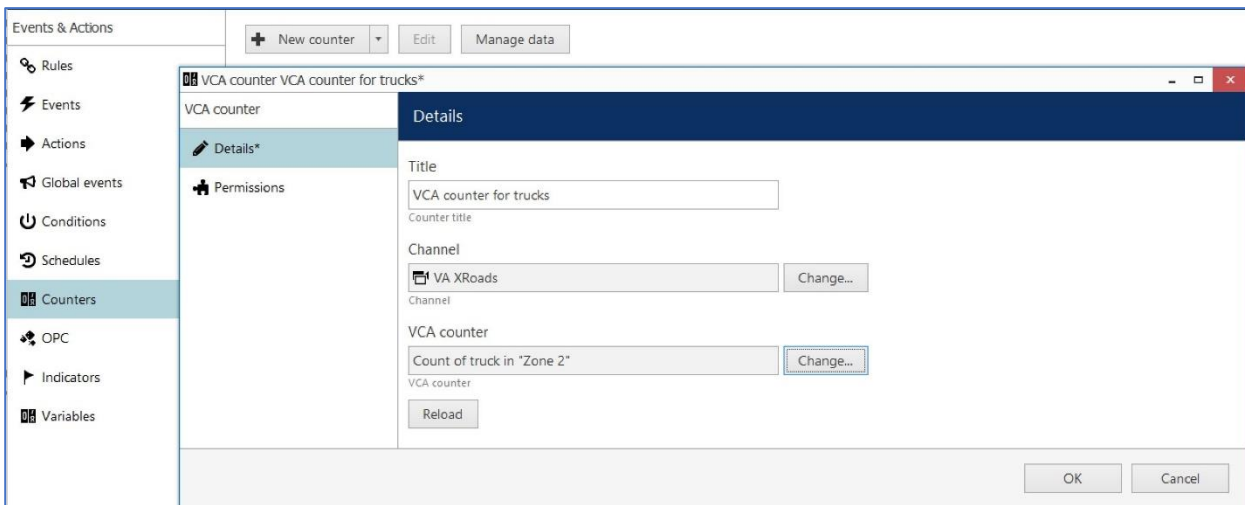 Events & Actions
New counter
Edit
Manage data
Rules
Events
Actions
Global events
Conditions
Schedules
Counters
OPC
Indicators
Variables
VCA counter VCA counter for trucks*
VCA counter
Details*
Permissions
Details
Title
VCA counter for trucks
Counter title
Channel
VA XRoads
Change...
Channel
VCA counter
Count of truck in "Zone 2"
Change...
VCA counter
Reload
OK
Cancel